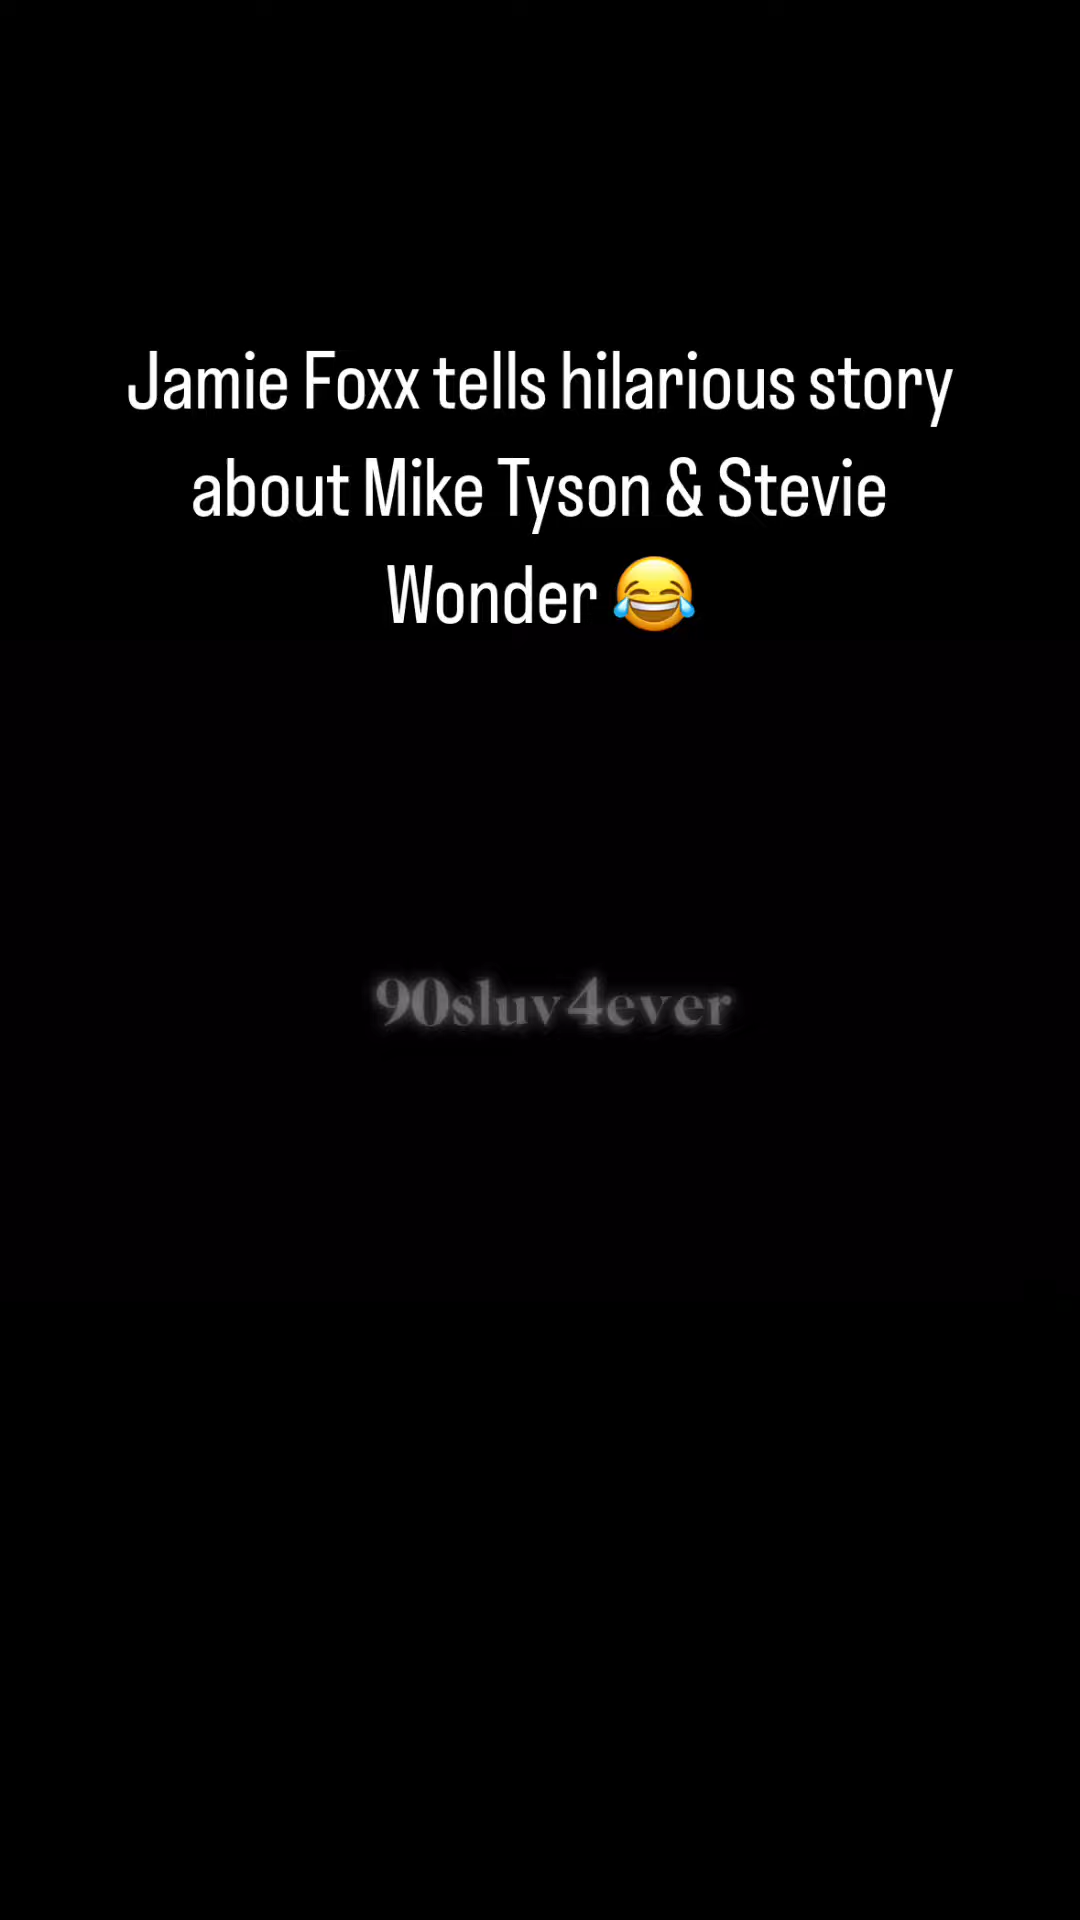 Jamie Foxx tells hilarious story
about Mike Tyson & Stevie
Wonder 😂
90sluv4ever